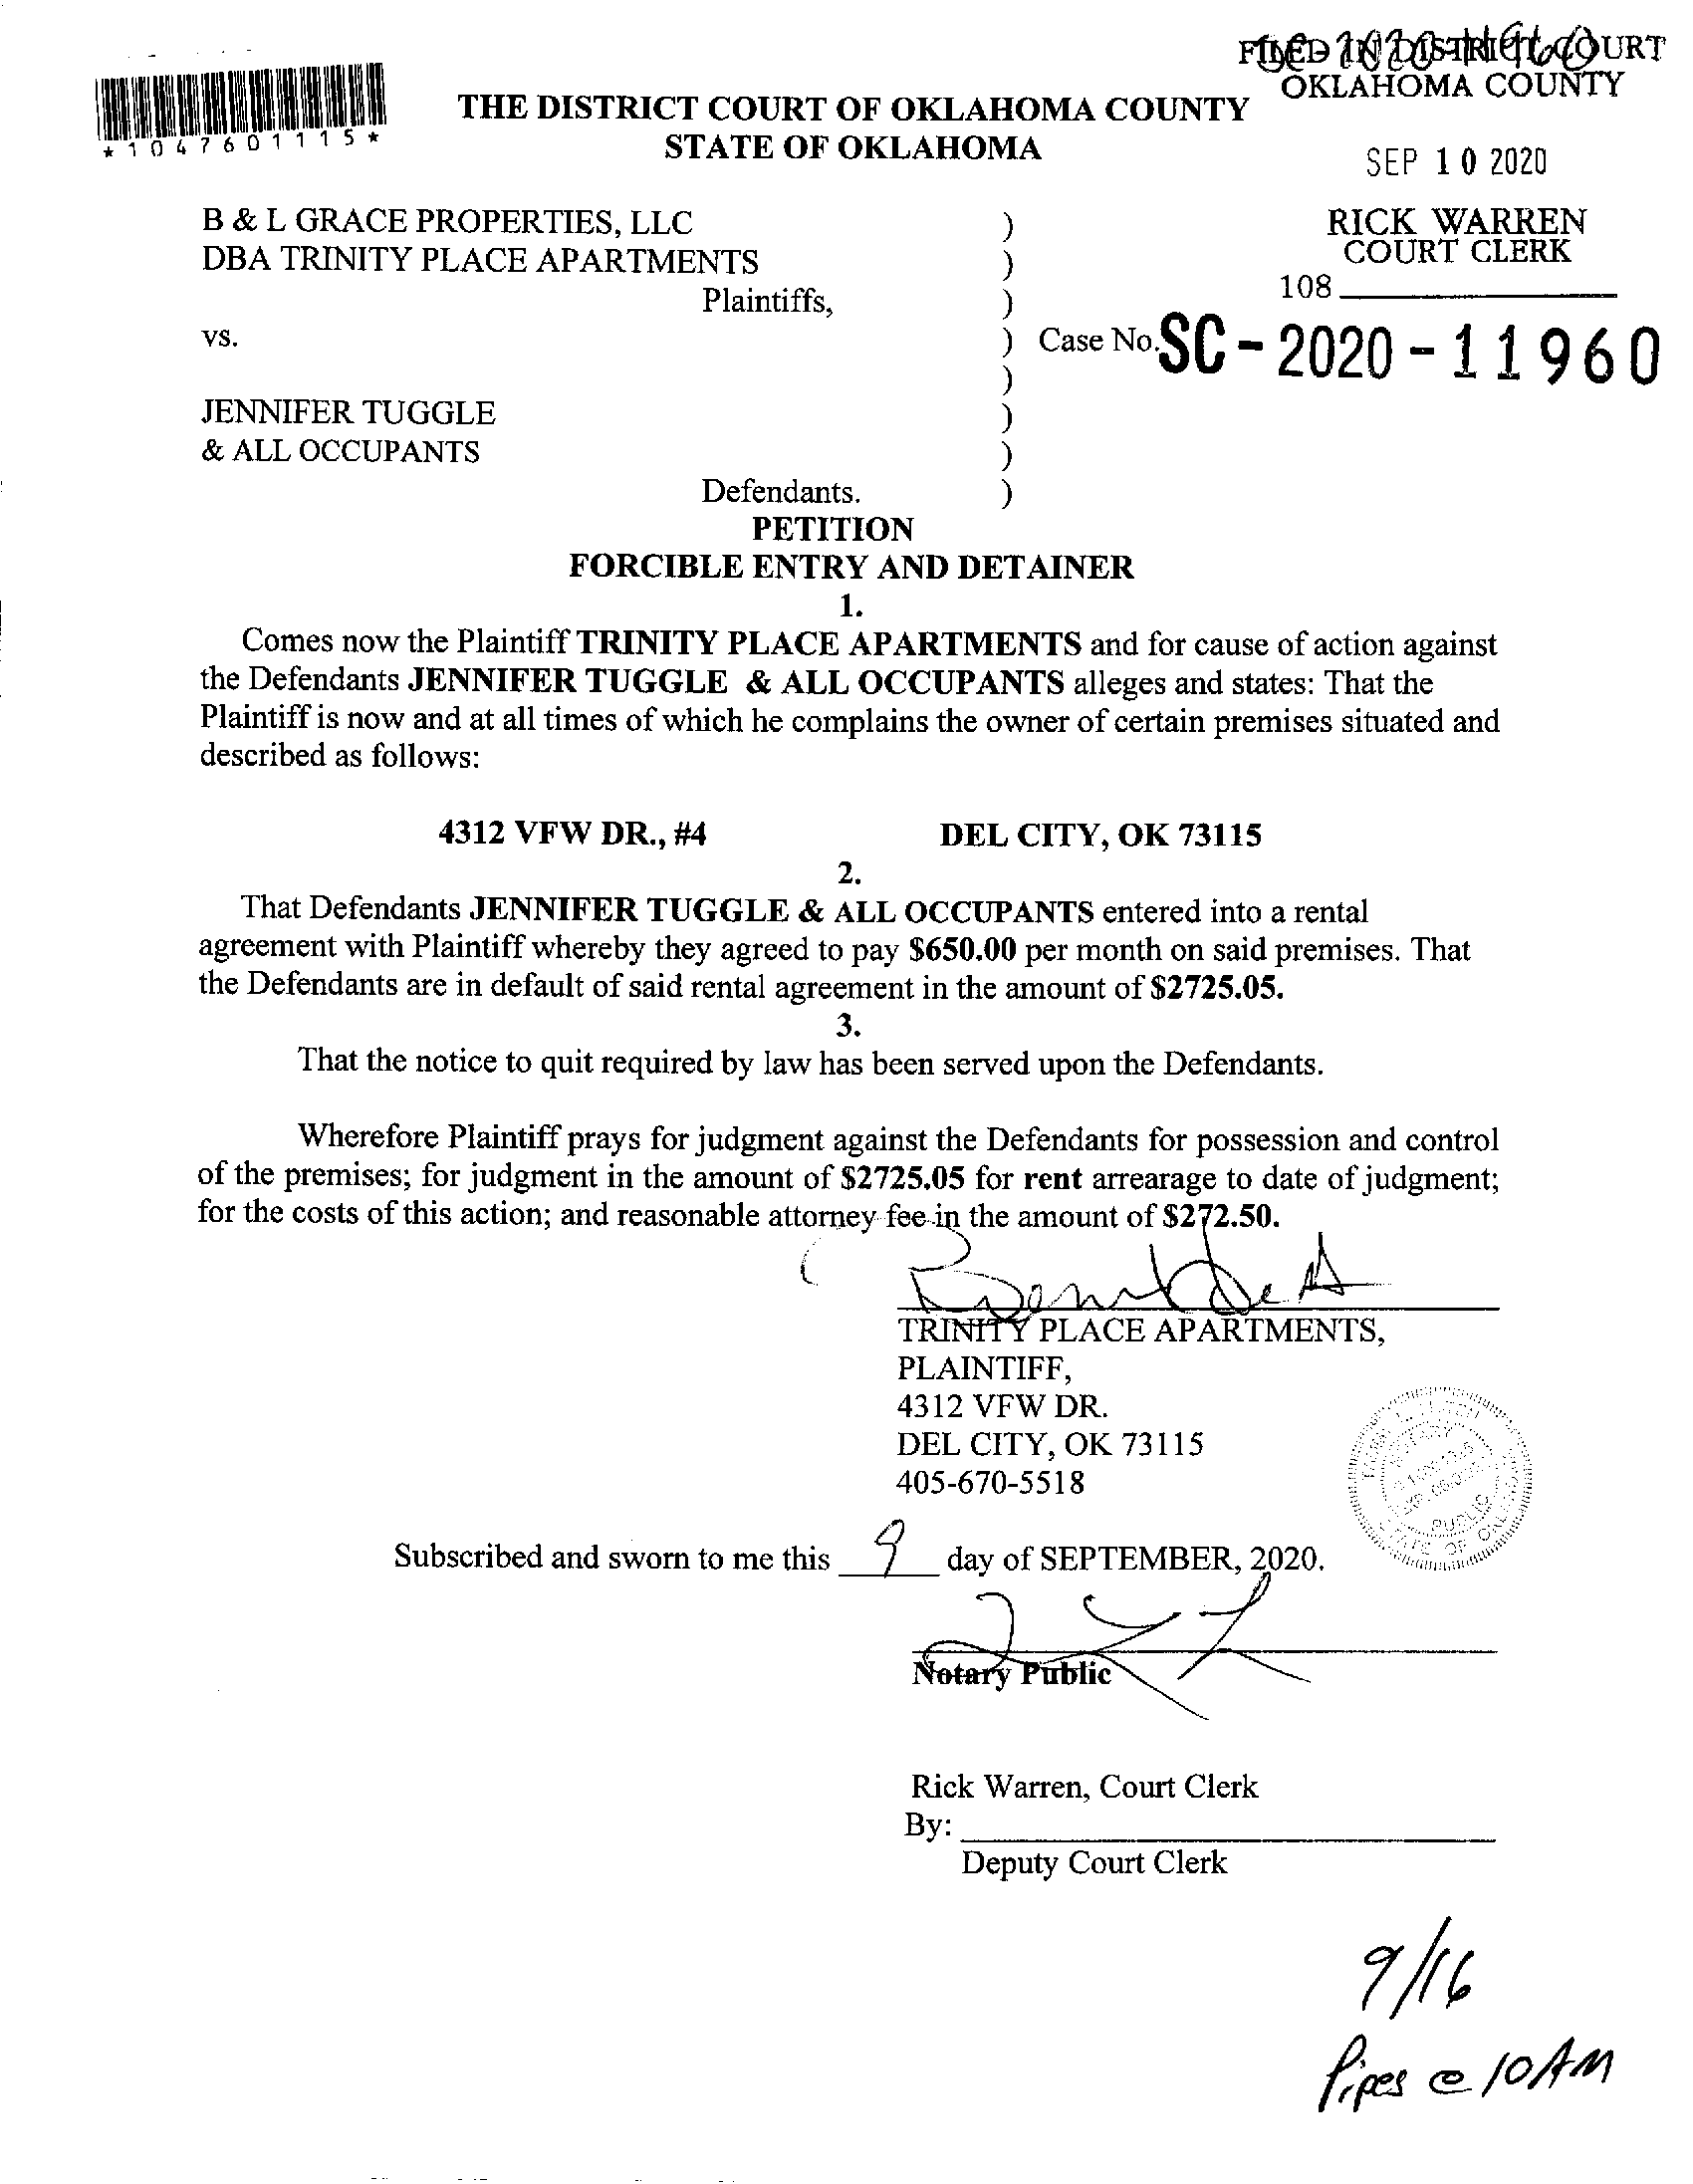 SC-2020-11960
FILED IN DISTRICT COURT
OKLAHOMA COUNTY
*1047601115*
THE DISTRICT COURT OF OKLAHOMA COUNTY
STATE OF OKLAHOMA
SEP 10 2020
B & L GRACE PROPERTIES, LLC )
DBA TRINITY PLACE APARTMENTS )
Plaintiffs, )
RICK WARREN
COURT CLERK
108
vs. ) Case No. SC-2020-11960
)
JENNIFER TUGGLE )
& ALL OCCUPANTS )
Defendants. )
PETITION
FORCIBLE ENTRY AND DETAINER
1.
Comes now the Plaintiff TRINITY PLACE APARTMENTS and for cause of action against
the Defendants JENNIFER TUGGLE & ALL OCCUPANTS alleges and states: That the
Plaintiff is now and at all times of which he complains the owner of certain premises situated and
described as follows:
4312 VFW DR., #4 DEL CITY, OK 73115
2.
That Defendants JENNIFER TUGGLE & ALL OCCUPANTS entered into a rental
agreement with Plaintiff whereby they agreed to pay $650.00 per month on said premises. That
the Defendants are in default of said rental agreement in the amount of $2725.05.
3.
That the notice to quit required by law has been served upon the Defendants.
Wherefore Plaintiff prays for judgment against the Defendants for possession and control
of the premises; for judgment in the amount of $2725.05 for rent arrearage to date of judgment;
for the costs of this action; and reasonable attorney fee in the amount of $272.50.
TRINITY PLACE APARTMENTS,
PLAINTIFF,
4312 VFW DR.
DEL CITY, OK 73115
405-670-5518
NOTARY
PUBLIC
STATE OF OKLAHOMA
Subscribed and sworn to me this 9 day of SEPTEMBER, 2020.
Notary Public
Rick Warren, Court Clerk
By:
Deputy Court Clerk
9/16
Pipes @ 10AM